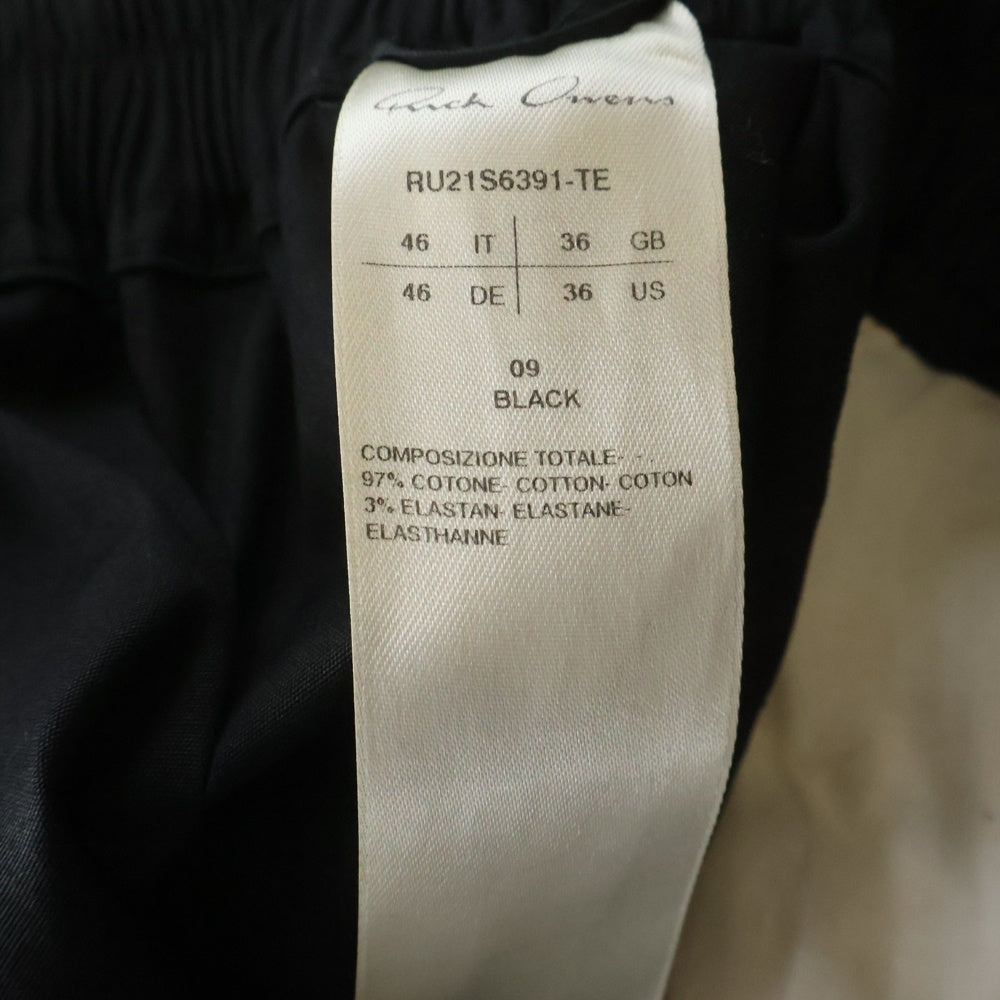 Rick Owens
RU21S6391-TE
46 IT 36 GB
46 DE 36 US
09
BLACK
COMPOSIZIONE TOTALE- - .
97% COTONE- COTTON- COTON
3% ELASTAN- ELASTANE-
ELASTHANNE